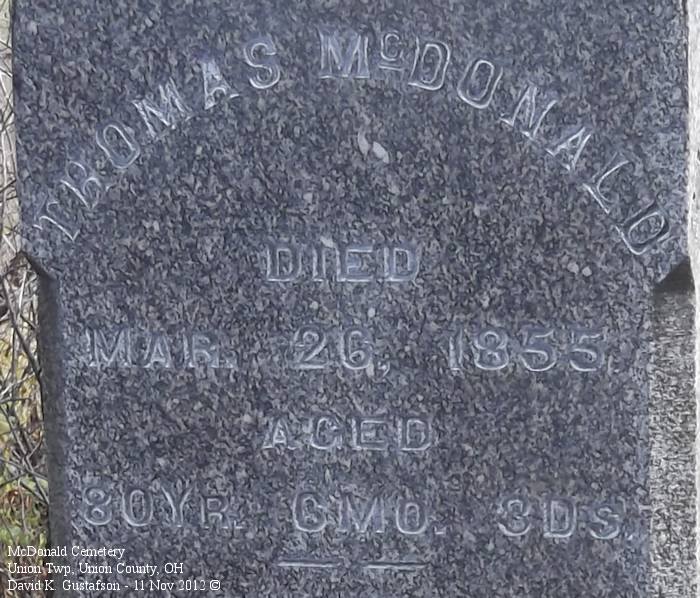 THOMAS McDONALD
DIED
MAR. 26, 1855.
AGED
80YR. 6MO. 3DS.
McDonald Cemetery
Union Twp, Union County, OH
David K. Gustafson - 11 Nov 2012 ©